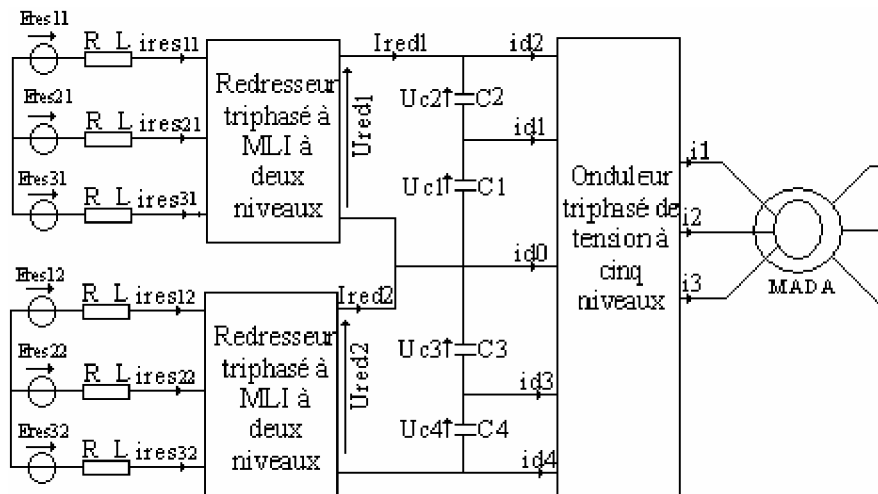 Eres11
R L ires11
Eres21
R L ires21
Eres31
R L ires31
Redresseur
triphasé à
MLI à
deux
niveaux
Ired1
Ured1
Uc2 C2
Uc1 C1
id2
id1
id0
Eres12
R L ires12
Eres22
R L ires22
Eres32
R L ires32
Redresseur
triphasé à
MLI à
deux
niveaux
Ired2
Ured2
Uc3 C3
Uc4 C4
id3
id4
Onduleur
triphasé de
tension à
cinq
niveaux
i1
i2
i3
MADA